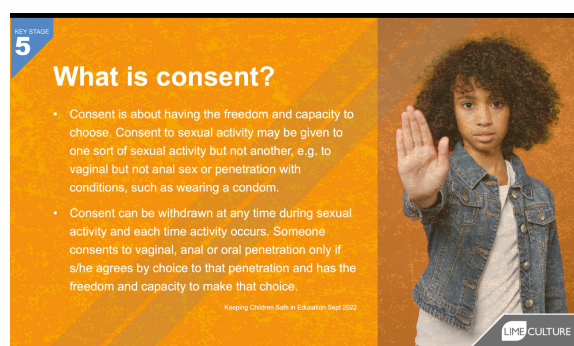 KEY STAGE
5
What is consent?
• Consent is about having the freedom and capacity to
choose. Consent to sexual activity may be given to
one sort of sexual activity but not another, e.g. to
vaginal but not anal sex or penetration with
conditions, such as wearing a condom.
• Consent can be withdrawn at any time during sexual
activity and each time activity occurs. Someone
consents to vaginal, anal or oral penetration only if
s/he agrees by choice to that penetration and has the
freedom and capacity to make that choice.
Keeping Children Safe in Education Sept 2022
LIME CULTURE